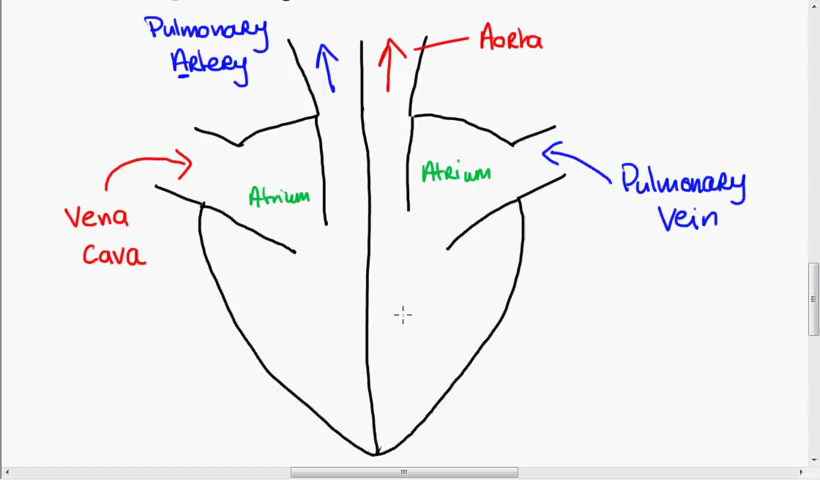 Pulmonary
Artery
Aorta
Atrium
Atrium
Vena
Cava
Pulmonary
Vein